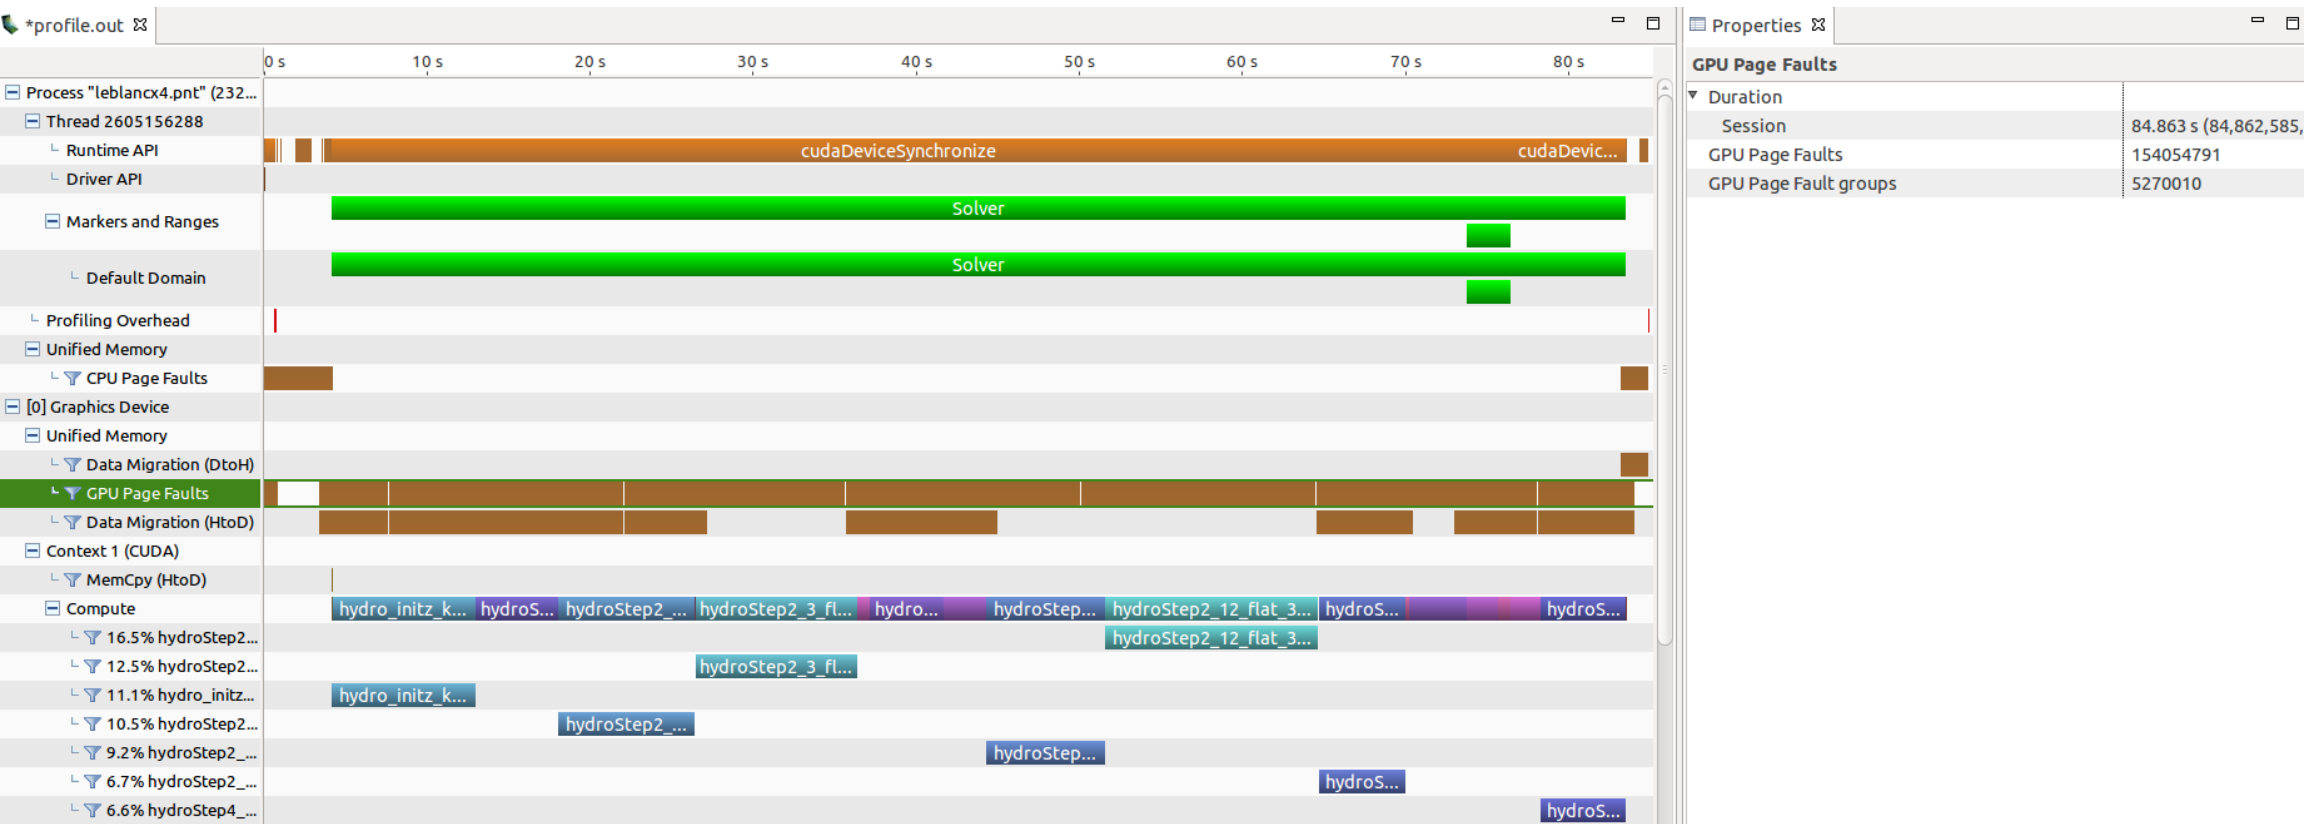 *profile.out
Properties
0 s 10 s 20 s 30 s 40 s 50 s 60 s 70 s 80 s
GPU Page Faults
Process "leblancx4.pnt" (232...
Duration
Thread 2605156288
Session 84.863 s (84,862,585,
Runtime API cudaDeviceSynchronize cudaDevic...
GPU Page Faults 154054791
Driver API
GPU Page Fault groups 5270010
Solver
Markers and Ranges
Solver
Default Domain
Profiling Overhead
Unified Memory
CPU Page Faults
[0] Graphics Device
Unified Memory
Data Migration (DtoH)
GPU Page Faults
Data Migration (HtoD)
Context 1 (CUDA)
MemCpy (HtoD)
Compute hydro_initz_k... hydroS... hydroStep2_... hydroStep2_3_fl... hydro... hydroStep... hydroStep2_12_flat_3... hydroS... hydroS...
16.5% hydroStep2... hydroStep2_12_flat_3...
12.5% hydroStep2... hydroStep2_3_fl...
11.1% hydro_initz... hydro_initz_k...
10.5% hydroStep2... hydroStep2_...
9.2% hydroStep2_... hydroStep...
6.7% hydroStep2_... hydroS...
6.6% hydroStep4_... hydroS...